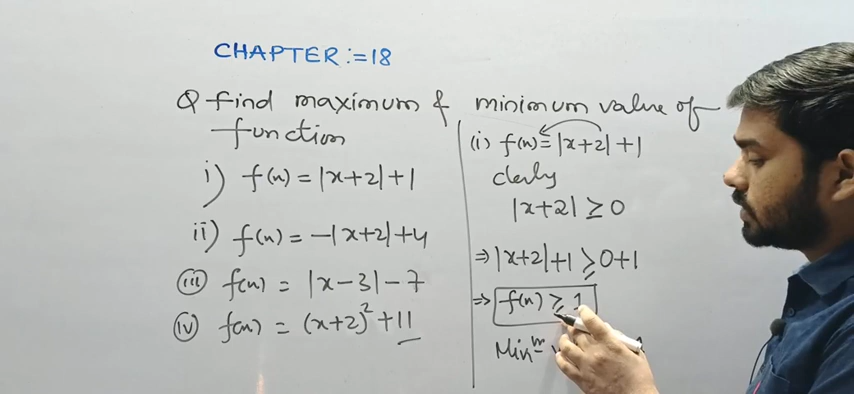 CHAPTER:=18
Q find maximum & minimum value of
function
i) f(x) = |x+2|+1
ii) f(x) = -|x+2|+4
(iii) f(x) = |x-3|-7
(iv) f(x) = (x+2)²+11
(i) f(x) = |x+2|+1
clearly
|x+2| ≥ 0
⇒ |x+2|+1 ≥ 0+1
⇒ f(x) ≥ 1
Minᵐ